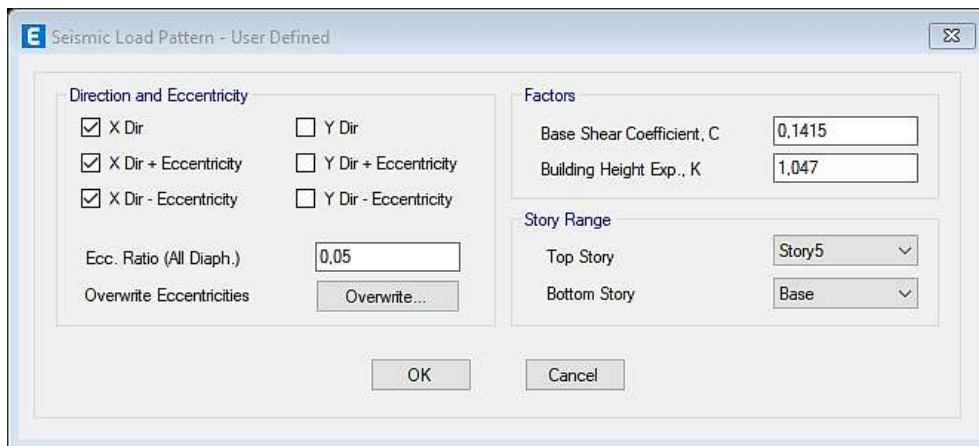 E Seismic Load Pattern - User Defined
Direction and Eccentricity
X Dir
Y Dir
X Dir + Eccentricity
Y Dir + Eccentricity
X Dir - Eccentricity
Y Dir - Eccentricity
Ecc. Ratio (All Diaph.)
0,05
Overwrite Eccentricities
Overwrite...
Factors
Base Shear Coefficient, C
0,1415
Building Height Exp., K
1,047
Story Range
Top Story
Story5
Bottom Story
Base
OK
Cancel